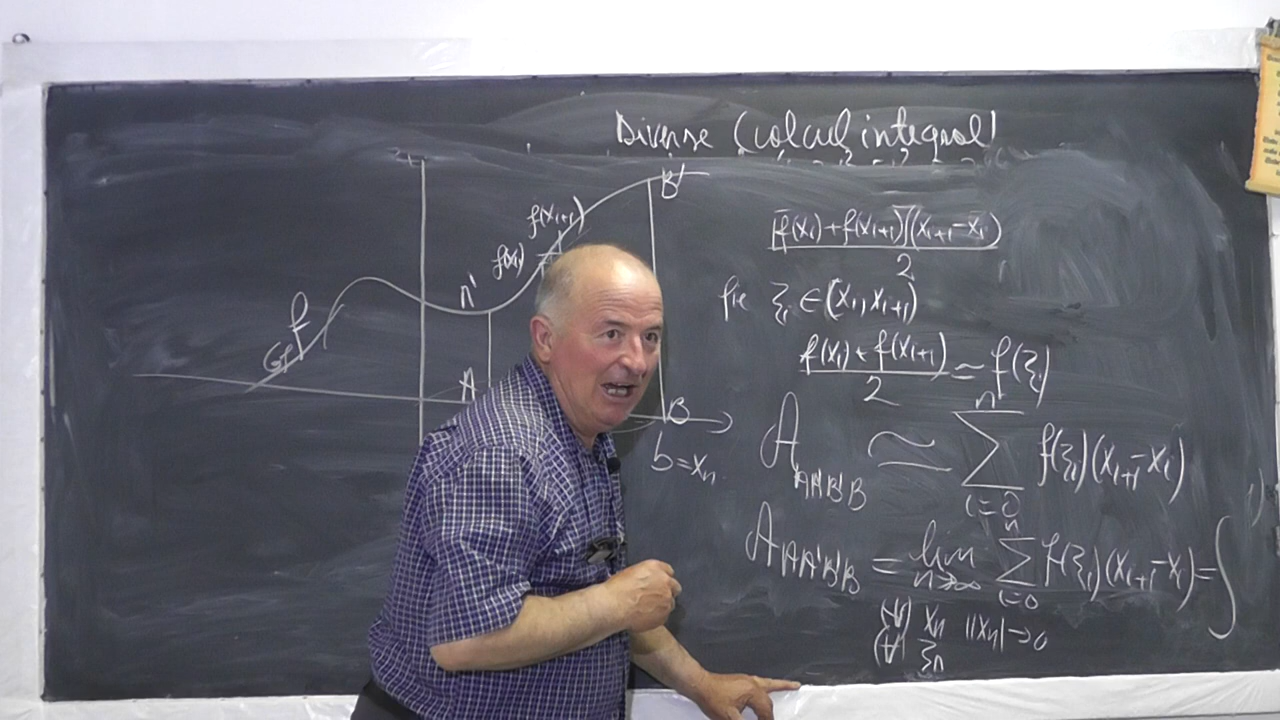 Diverse (calcul integral)
B'
f(x_{i+1})
f(x_i)
[f(x_i)+f(x_{i+1})](x_{i+1}-x_i)
2
fie ξ_i ∈ (x_i, x_{i+1})
Gf
A
f(x_i) + f(x_{i+1}) = f(ξ_i)
2
B
b = x_n
A_{AA'B'B} ≃ ∑_{i=0}^{n} f(ξ_i)(x_{i+1}-x_i)
A_{AA'B'B} = lim_{n→∞} ∑_{i=0}^{n} f(ξ_i)(x_{i+1}-x_i) = ∫
(∀) x_n ||x_n| → 0
(∀) ξ_n